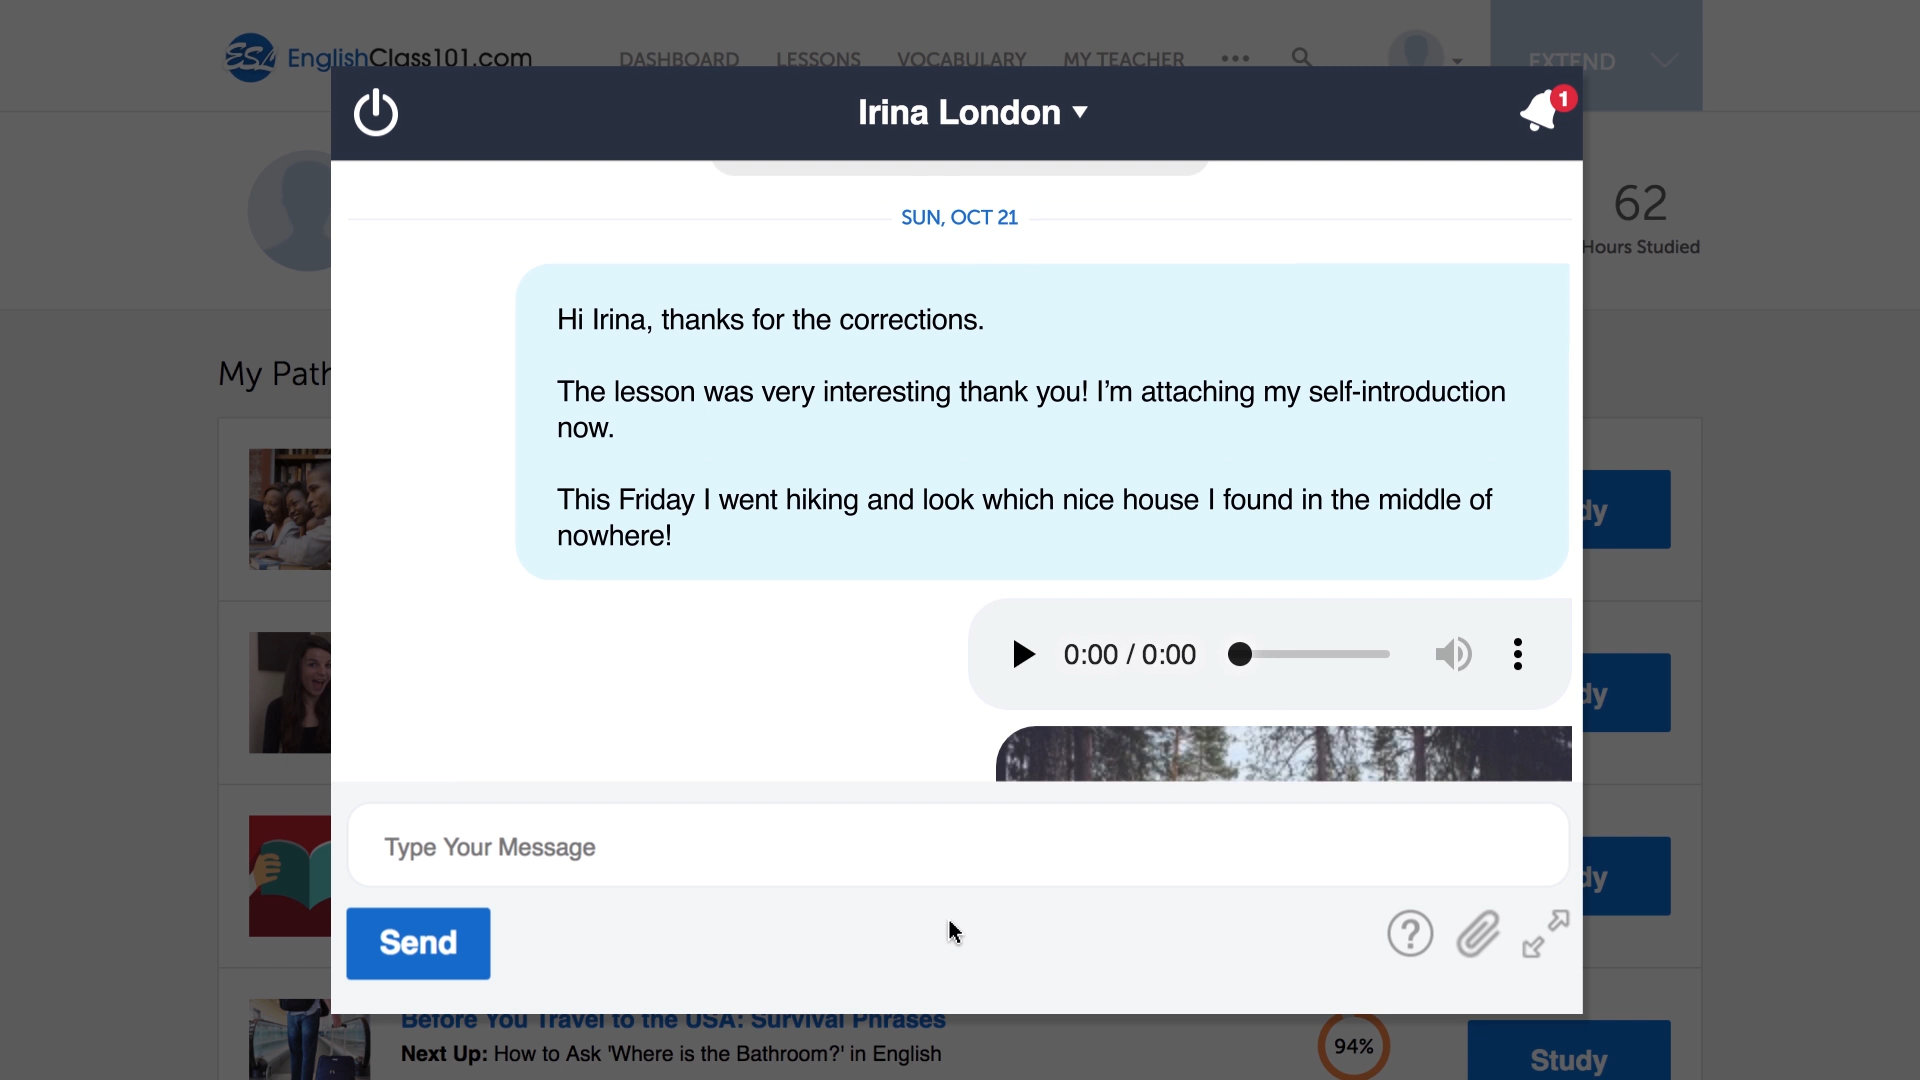 ESL EnglishClass101.com DASHBOARD LESSONS VOCABULARY MY TEACHER EXTEND
Irina London
1
SUN, OCT 21
62
Hours Studied
Hi Irina, thanks for the corrections.
The lesson was very interesting thank you! I'm attaching my self-introduction
now.
This Friday I went hiking and look which nice house I found in the middle of
nowhere!
My Path
0:00 / 0:00
Type Your Message
Send
?
Before You Travel to the USA: Survival Phrases
Next Up: How to Ask 'Where is the Bathroom?' in English
94%
Study